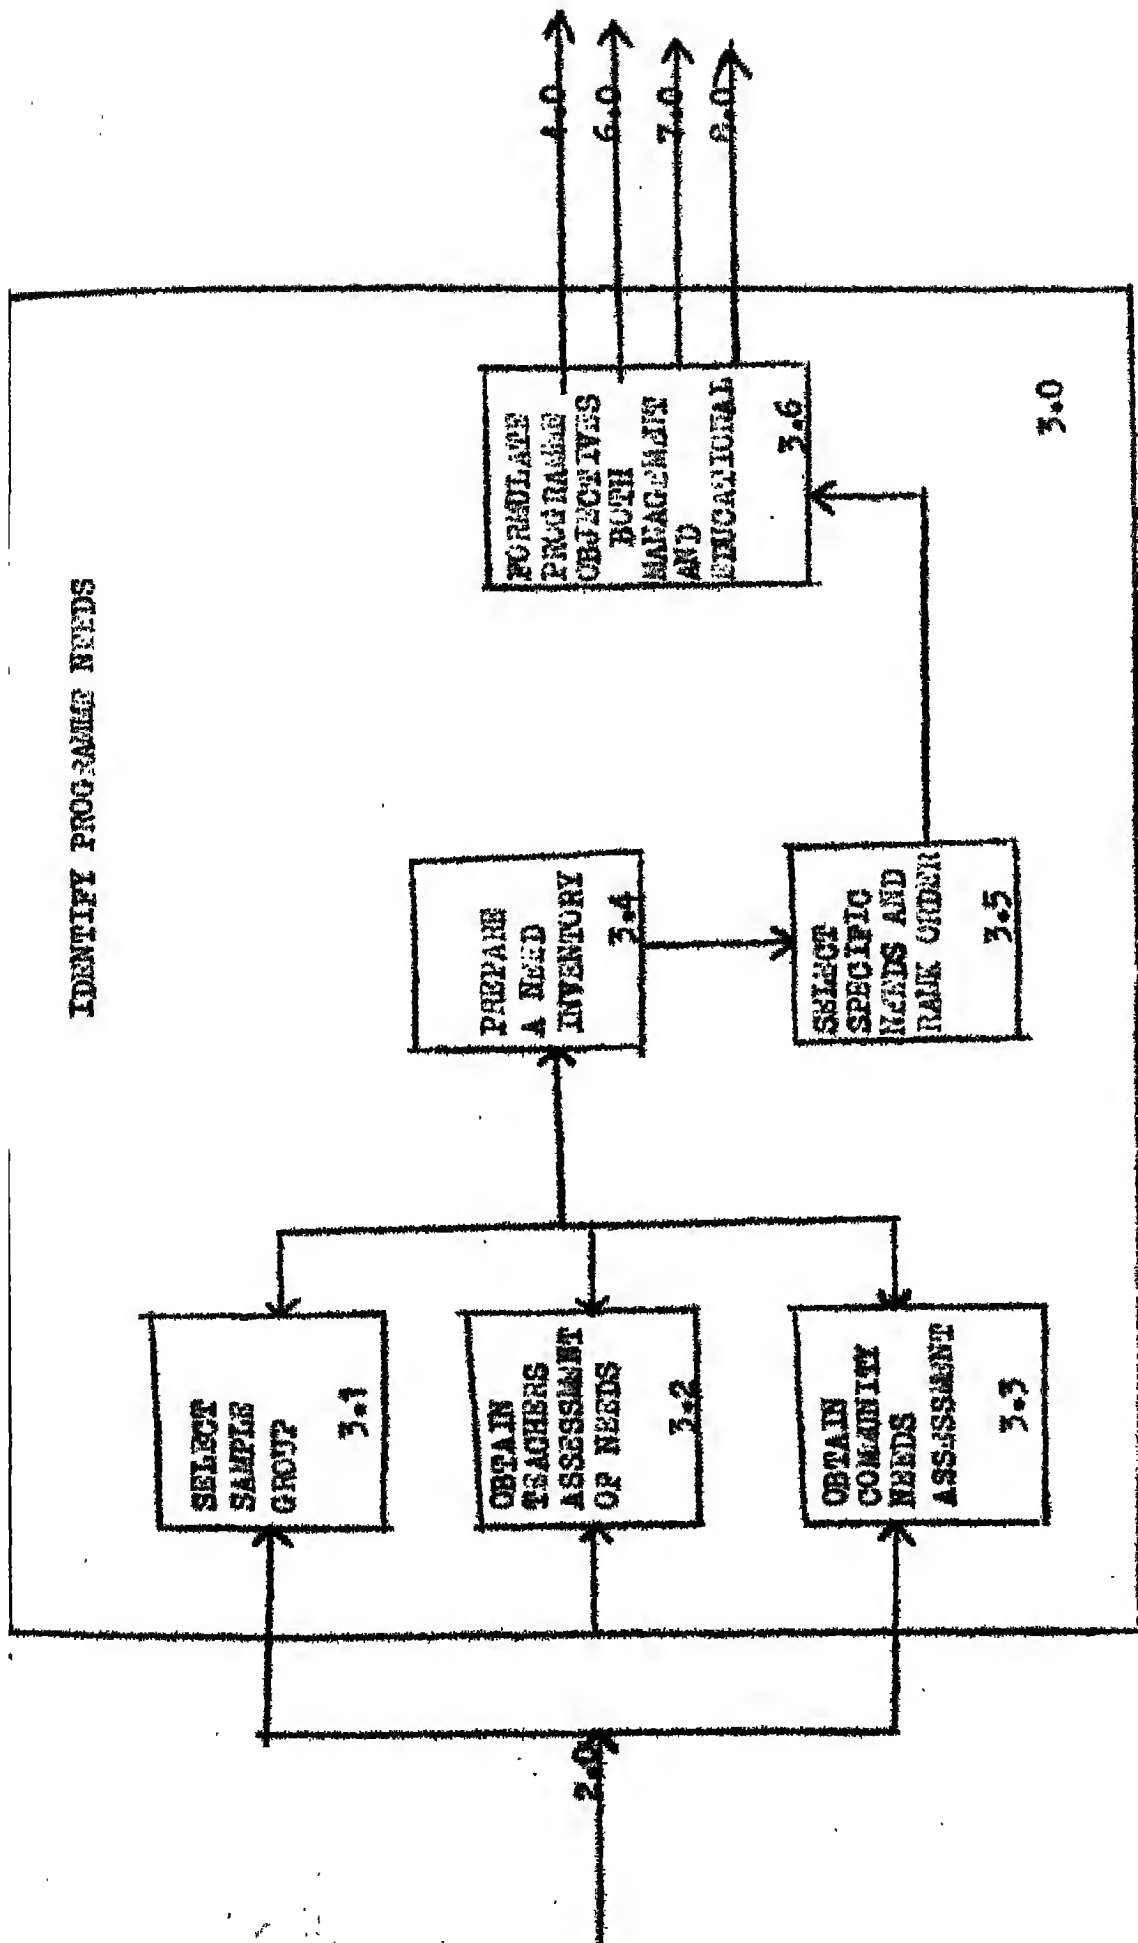 IDENTIFY PROGRAMME NEEDS
2.0
SELECT
SAMPLE
GROUP
3.1
OBTAIN
TEACHERS
ASSESSMENT
OF NEEDS
3.2
OBTAIN
COMMUNITY
NEEDS
ASSESSMENT
3.3
PREPARE
A NEED
INVENTORY
3.4
SELECT
SPECIFIC
NEEDS AND
RANK ORDER
3.5
FORMULATE
PROGRAMME
OBJECTIVES
BOTH
MANAGEMENT
AND
EDUCATIONAL
3.6
4.0
6.0
7.0
8.0
3.0